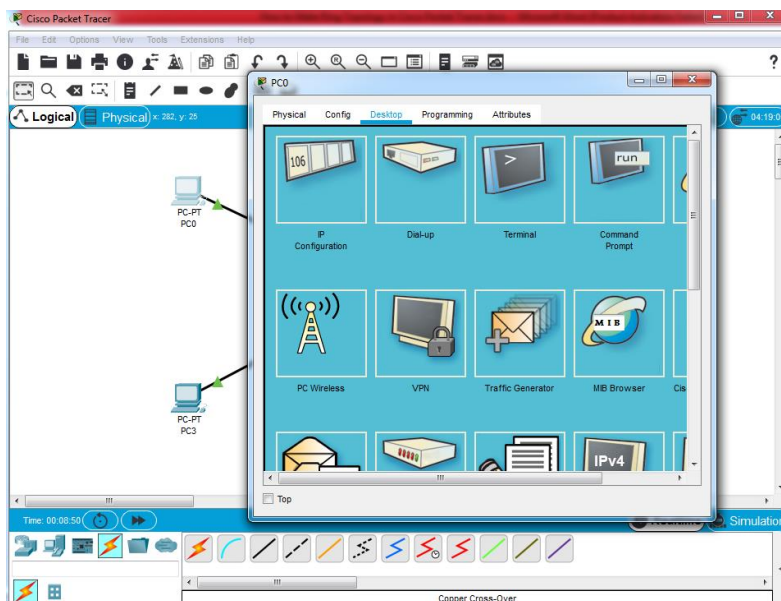 Cisco Packet Tracer
File Edit Options View Tools Extensions Help
?
PC0
Physical Config Desktop Programming Attributes
Logical
Physical
x: 282, y: 25
04:19:0
PC-PT
PC0
PC-PT
PC3
106
IP
Configuration
Dial-up
>
Terminal
run
Command
Prompt
PC Wireless
VPN
Traffic Generator
MIB
MIB Browser
Cis
IPv4
Top
Time: 00:08:50
Realtime
Simulation
Copper Cross-Over